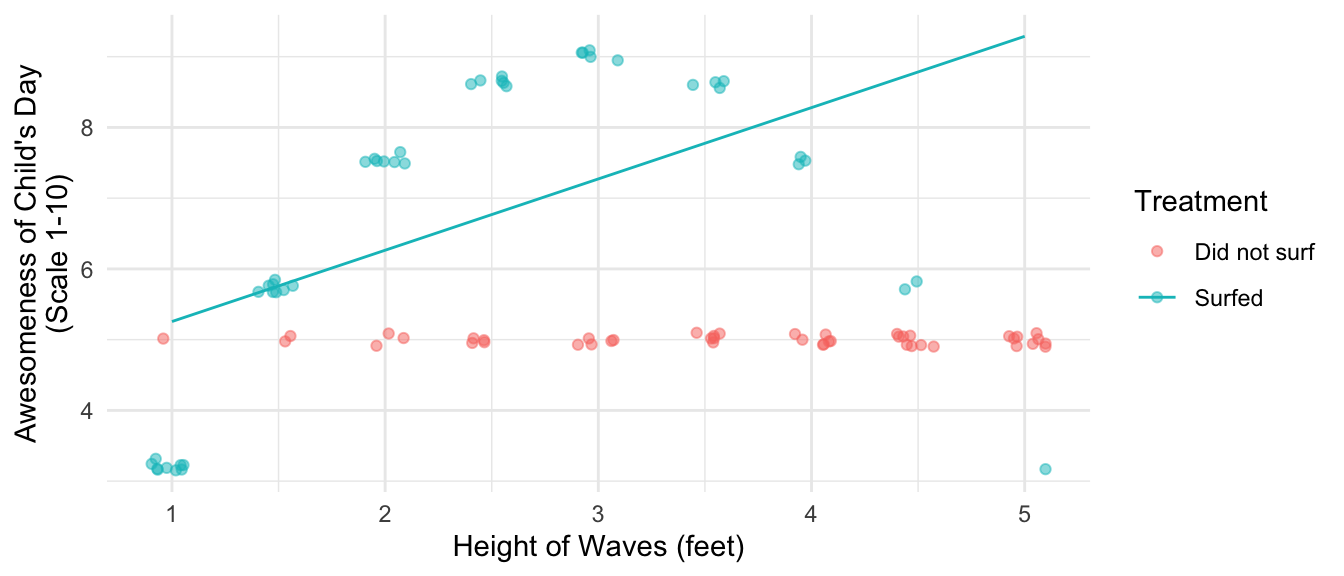 Awesomeness of Child's Day
(Scale 1-10)
8
6
4
1 2 3 4 5
Height of Waves (feet)
Treatment
Did not surf
Surfed